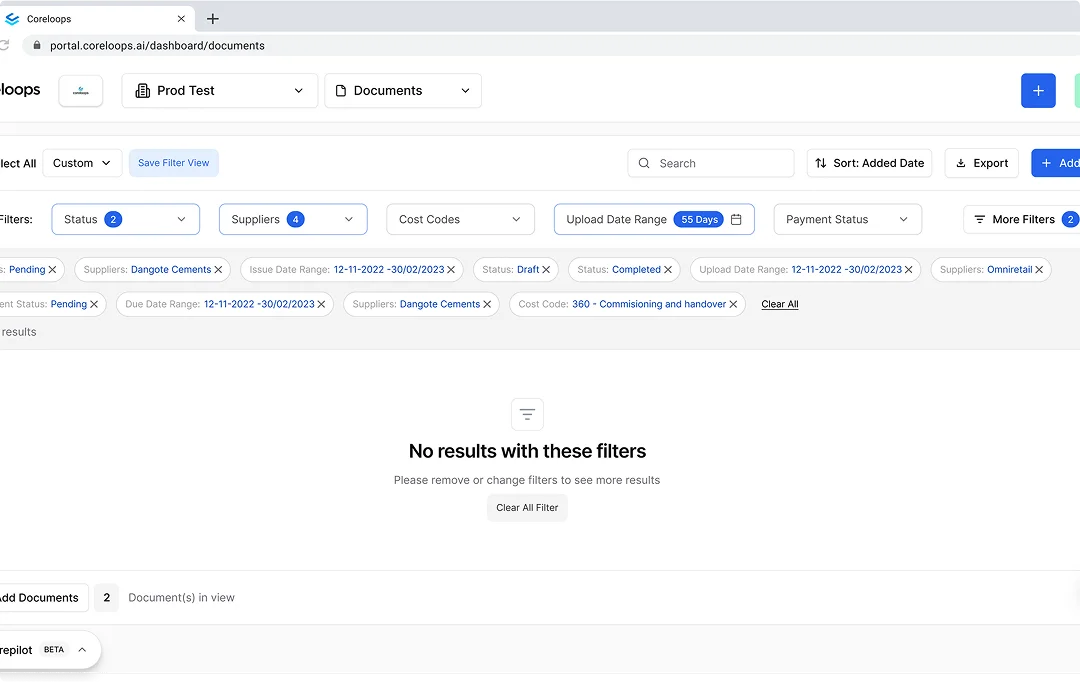 Coreloops
portal.coreloops.ai/dashboard/documents
loops
coreloops
Prod Test
Documents
lect All
Custom
Save Filter View
Search
Sort: Added Date
Export
Add
Filters:
Status 2
Suppliers 4
Cost Codes
Upload Date Range 55 Days
Payment Status
More Filters 2
s: Pending
Suppliers: Dangote Cements
Issue Date Range: 12-11-2022 -30/02/2023
Status: Draft
Status: Completed
Upload Date Range: 12-11-2022 -30/02/2023
Suppliers: Omniretail
ent Status: Pending
Due Date Range: 12-11-2022 -30/02/2023
Suppliers: Dangote Cements
Cost Code: 360 - Commisioning and handover
Clear All
results
No results with these filters
Please remove or change filters to see more results
Clear All Filter
Add Documents
2
Document(s) in view
repilot BETA